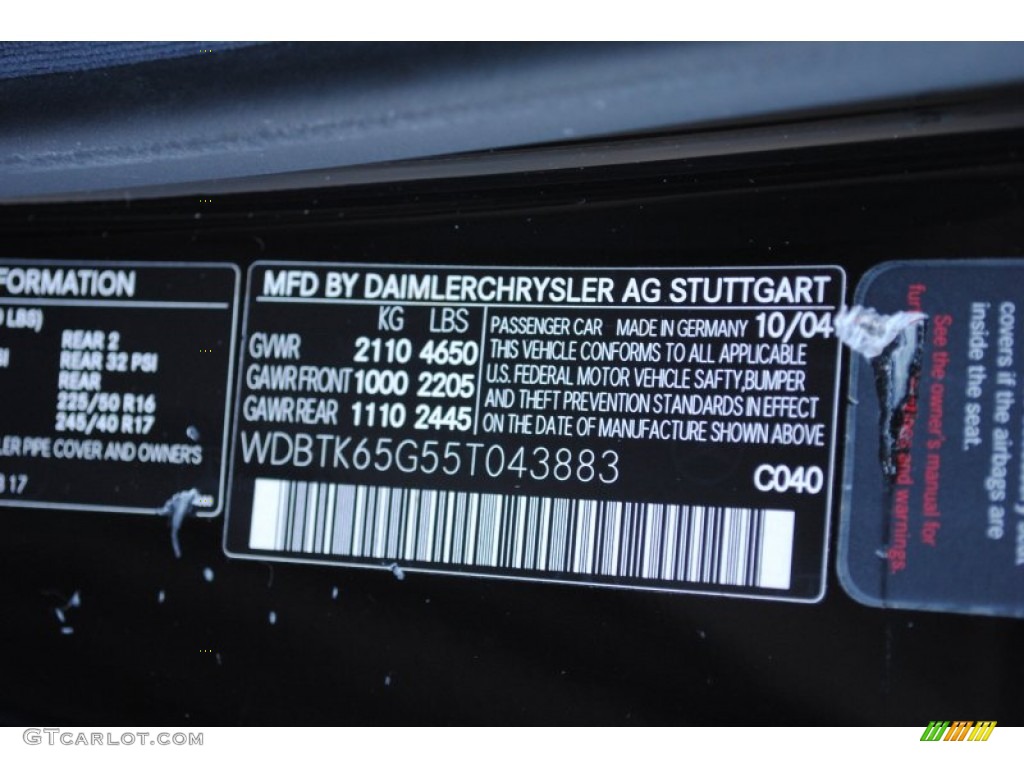 FORMATION
LBS)
REAR 2
REAR 32 PSI
REAR
225/50 R16
245/40 R17
PIPE COVER AND OWNER'S
17
MFD BY DAIMLERCHRYSLER AG STUTTGART
KG LBS
GVWR 2110 4650
GAWR FRONT 1000 2205
GAWR REAR 1110 2445
PASSENGER CAR MADE IN GERMANY 10/04
THIS VEHICLE CONFORMS TO ALL APPLICABLE
U.S. FEDERAL MOTOR VEHICLE SAFTY,BUMPER
AND THEFT PREVENTION STANDARDS IN EFFECT
ON THE DATE OF MANUFACTURE SHOWN ABOVE
WDBTK65G55T043883
C040
covers if the airbags are
inside the seat.
See the owner's manual for
and warnings.
GTCarlot.com